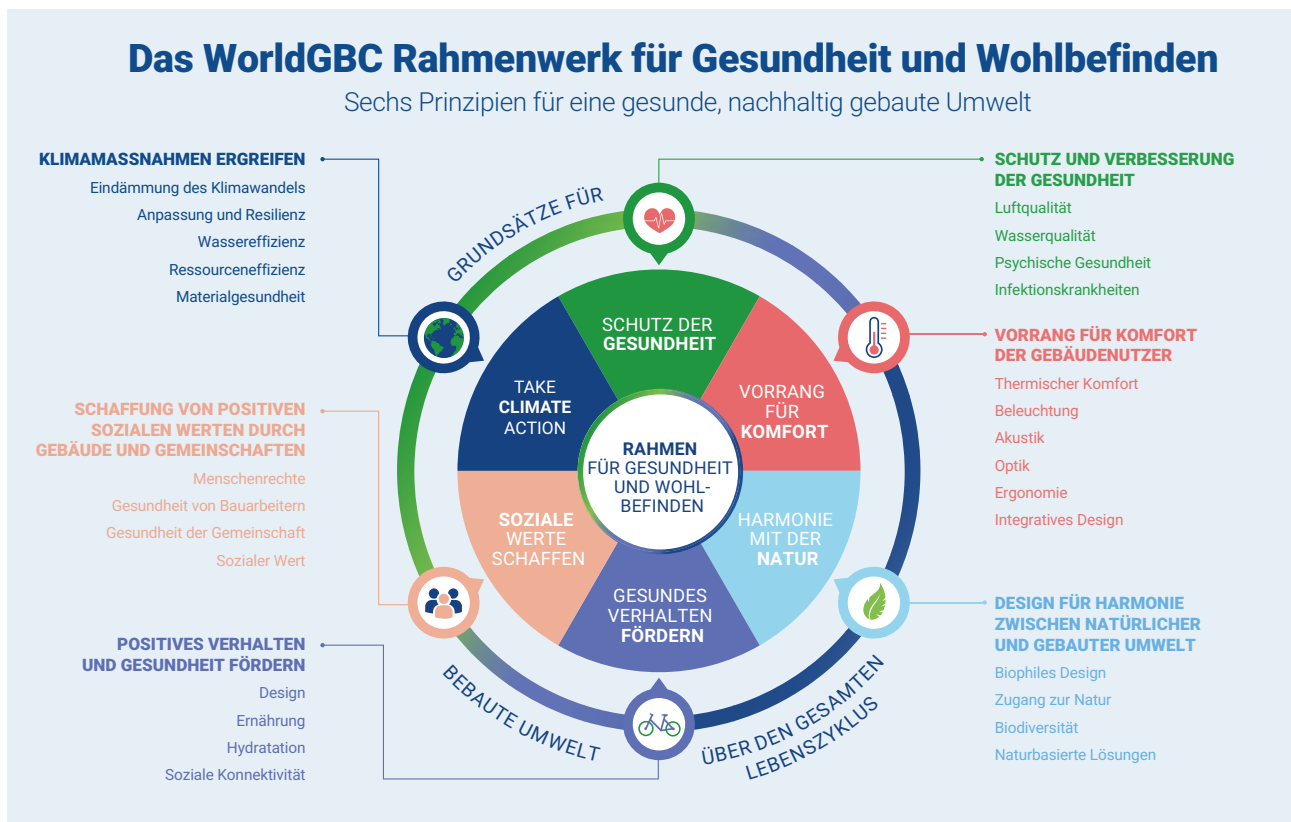 Das WorldGBC Rahmenwerk für Gesundheit und Wohlbefinden
Sechs Prinzipien für eine gesunde, nachhaltig gebaute Umwelt
KLIMAMASSNAHMEN ERGREIFEN
Eindämmung des Klimawandels
Anpassung und Resilienz
Wassereffizienz
Ressourceneffizienz
Materialgesundheit
SCHAFFUNG VON POSITIVEN
SOZIALEN WERTEN DURCH
GEBÄUDE UND GEMEINSCHAFTEN
Menschenrechte
Gesundheit von Bauarbeitern
Gesundheit der Gemeinschaft
Sozialer Wert
POSITIVES VERHALTEN
UND GESUNDHEIT FÖRDERN
Design
Ernährung
Hydratation
Soziale Konnektivität
GRUNDSÄTZE FÜR
SCHUTZ DER
GESUNDHEIT
VORRANG
FÜR
KOMFORT
HARMONIE
MIT DER
NATUR
GESUNDES
VERHALTEN
FÖRDERN
SOZIALE
WERTE
SCHAFFEN
TAKE
CLIMATE
ACTION
RAHMEN
FÜR GESUNDHEIT
UND WOHL-
BEFINDEN
BEBAUTE UMWELT
ÜBER DEN GESAMTEN
LEBENSZYKLUS
SCHUTZ UND VERBESSERUNG
DER GESUNDHEIT
Luftqualität
Wasserqualität
Psychische Gesundheit
Infektionskrankheiten
VORRANG FÜR KOMFORT
DER GEBÄUDENUTZER
Thermischer Komfort
Beleuchtung
Akustik
Optik
Ergonomie
Integratives Design
DESIGN FÜR HARMONIE
ZWISCHEN NATÜRLICHER
UND GEBAUTER UMWELT
Biophiles Design
Zugang zur Natur
Biodiversität
Naturbasierte Lösungen